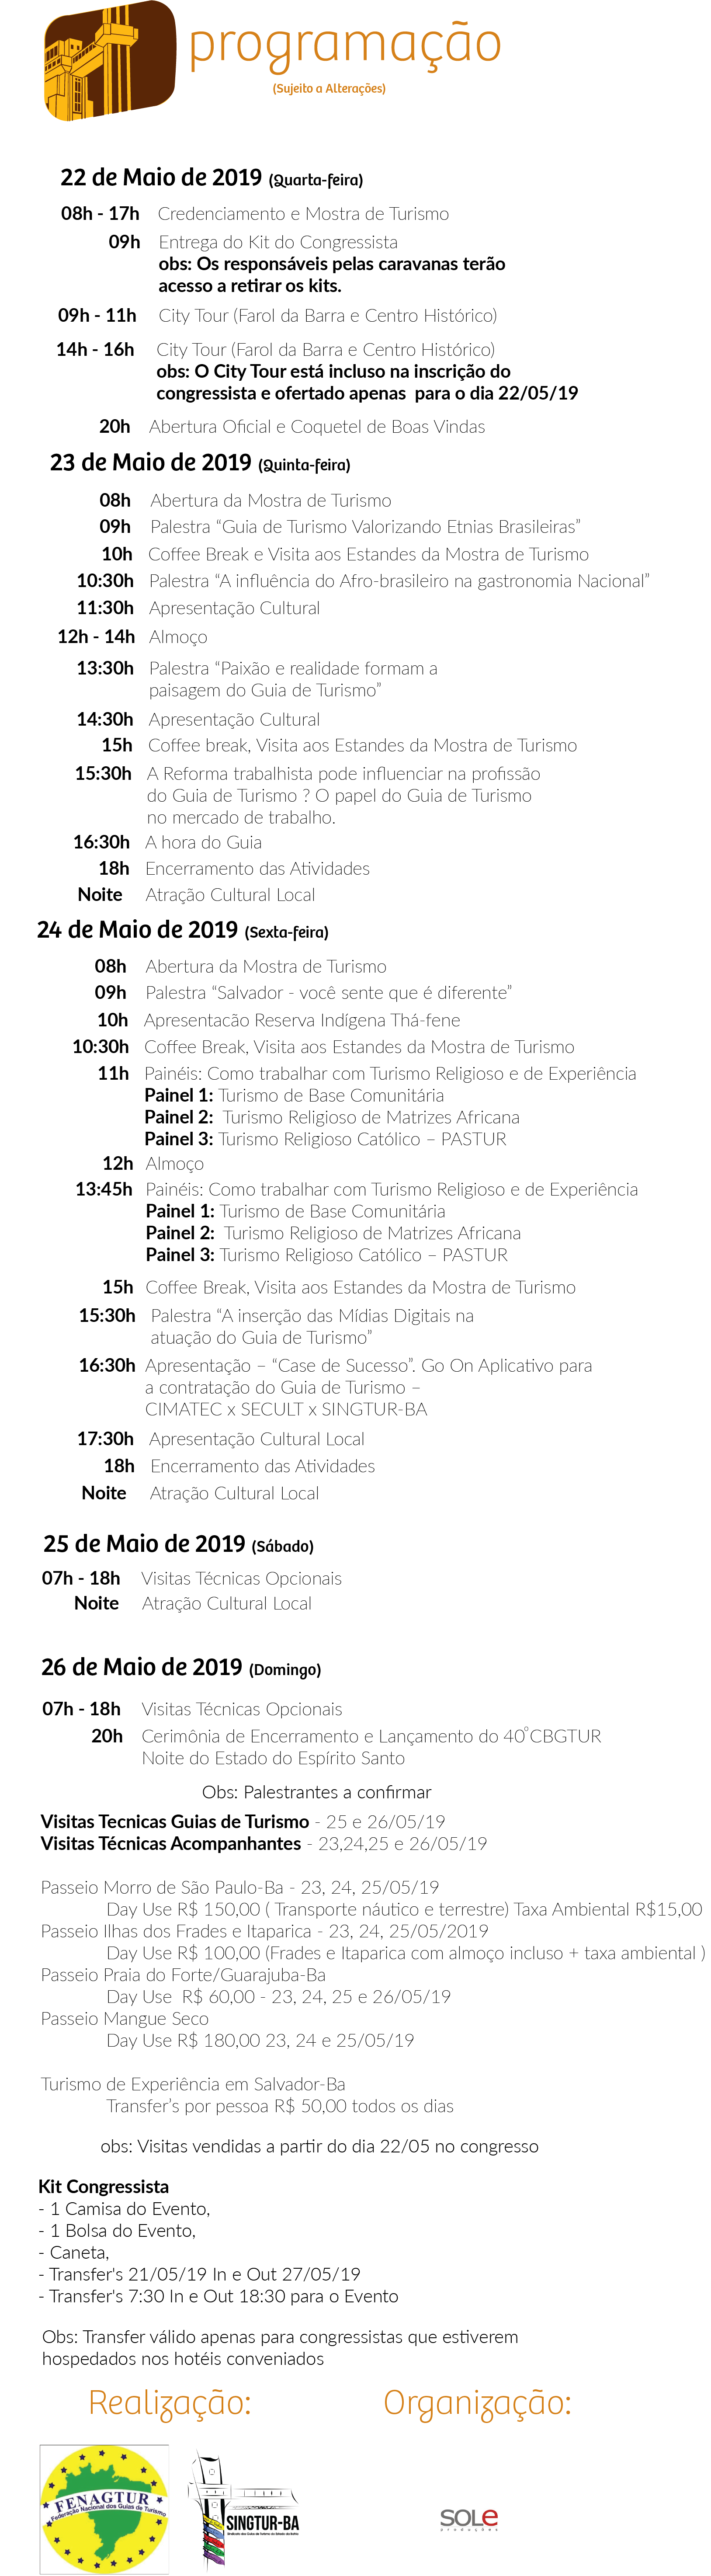 programação
(Sujeito a Alterações)
22 de Maio de 2019 (Quarta-feira)
08h - 17h Credenciamento e Mostra de Turismo
09h Entrega do Kit do Congressista
obs: Os responsáveis pelas caravanas terão
acesso a retirar os kits.
09h - 11h City Tour (Farol da Barra e Centro Histórico)
14h - 16h City Tour (Farol da Barra e Centro Histórico)
obs: O City Tour está incluso na inscrição do
congressista e ofertado apenas para o dia 22/05/19
20h Abertura Oficial e Coquetel de Boas Vindas
23 de Maio de 2019 (Quinta-feira)
08h Abertura da Mostra de Turismo
09h Palestra “Guia de Turismo Valorizando Etnias Brasileiras”
10h Coffee Break e Visita aos Estandes da Mostra de Turismo
10:30h Palestra “A influência do Afro-brasileiro na gastronomia Nacional”
11:30h Apresentação Cultural
12h - 14h Almoço
13:30h Palestra “Paixão e realidade formam a
paisagem do Guia de Turismo”
14:30h Apresentação Cultural
15h Coffee break, Visita aos Estandes da Mostra de Turismo
15:30h A Reforma trabalhista pode influenciar na profissão
do Guia de Turismo ? O papel do Guia de Turismo
no mercado de trabalho.
16:30h A hora do Guia
18h Encerramento das Atividades
Noite Atração Cultural Local
24 de Maio de 2019 (Sexta-feira)
08h Abertura da Mostra de Turismo
09h Palestra “Salvador - você sente que é diferente”
10h Apresentacão Reserva Indígena Thá-fene
10:30h Coffee Break, Visita aos Estandes da Mostra de Turismo
11h Painéis: Como trabalhar com Turismo Religioso e de Experiência
Painel 1: Turismo de Base Comunitária
Painel 2: Turismo Religioso de Matrizes Africana
Painel 3: Turismo Religioso Católico – PASTUR
12h Almoço
13:45h Painéis: Como trabalhar com Turismo Religioso e de Experiência
Painel 1: Turismo de Base Comunitária
Painel 2: Turismo Religioso de Matrizes Africana
Painel 3: Turismo Religioso Católico – PASTUR
15h Coffee Break, Visita aos Estandes da Mostra de Turismo
15:30h Palestra “A inserção das Mídias Digitais na
atuação do Guia de Turismo”
16:30h Apresentação – “Case de Sucesso”. Go On Aplicativo para
a contratação do Guia de Turismo –
CIMATEC x SECULT x SINGTUR-BA
17:30h Apresentação Cultural Local
18h Encerramento das Atividades
Noite Atração Cultural Local
25 de Maio de 2019 (Sábado)
07h - 18h Visitas Técnicas Opcionais
Noite Atração Cultural Local
26 de Maio de 2019 (Domingo)
07h - 18h Visitas Técnicas Opcionais
20h Cerimônia de Encerramento e Lançamento do 40º CBGTUR
Noite do Estado do Espírito Santo
Obs: Palestrantes a confirmar
Visitas Tecnicas Guias de Turismo - 25 e 26/05/19
Visitas Técnicas Acompanhantes - 23,24,25 e 26/05/19
Passeio Morro de São Paulo-Ba - 23, 24, 25/05/19
Day Use R$ 150,00 ( Transporte náutico e terrestre) Taxa Ambiental R$15,00
Passeio Ilhas dos Frades e Itaparica - 23, 24, 25/05/2019
Day Use R$ 100,00 (Frades e Itaparica com almoço incluso + taxa ambiental )
Passeio Praia do Forte/Guarajuba-Ba
Day Use R$ 60,00 - 23, 24, 25 e 26/05/19
Passeio Mangue Seco
Day Use R$ 180,00 23, 24 e 25/05/19
Turismo de Experiência em Salvador-Ba
Transfer’s por pessoa R$ 50,00 todos os dias
obs: Visitas vendidas a partir do dia 22/05 no congresso
Kit Congressista
- 1 Camisa do Evento,
- 1 Bolsa do Evento,
- Caneta,
- Transfer's 21/05/19 In e Out 27/05/19
- Transfer's 7:30 In e Out 18:30 para o Evento
Obs: Transfer válido apenas para congressistas que estiverem
hospedados nos hotéis conveniados
Realização: Organização:
FENAGTUR
Federação Nacional dos Guias de Turismo
SINGTUR-BA
SOLe
produções